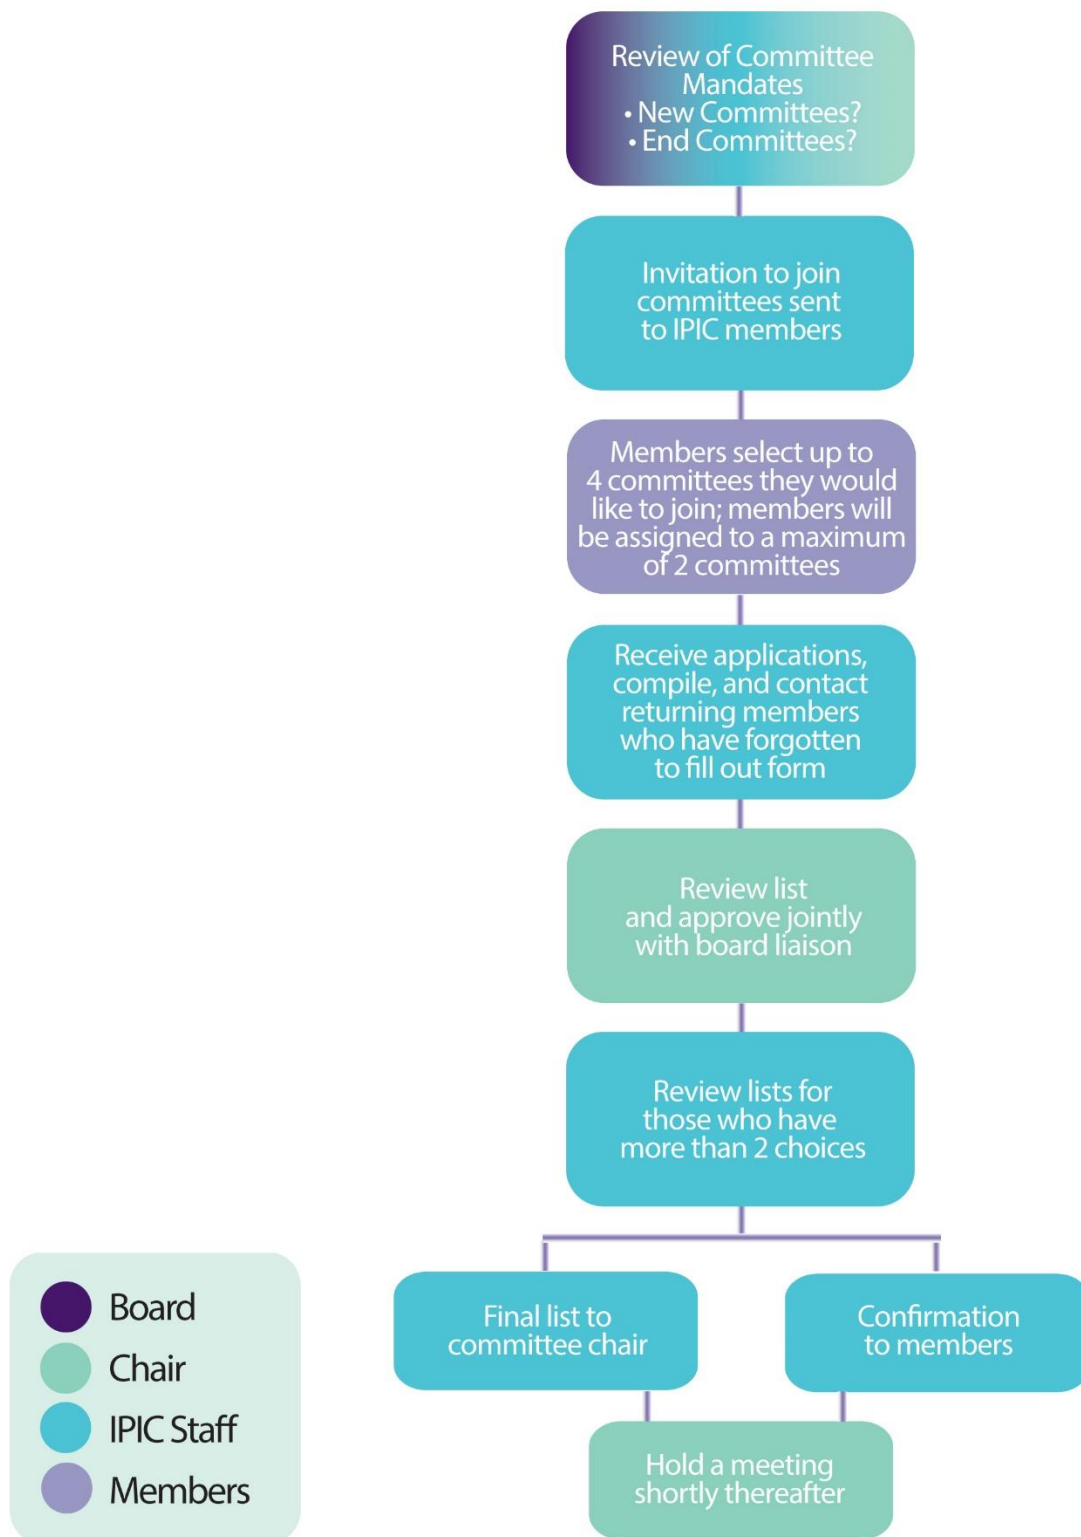 Review of Committee
Mandates
• New Committees?
• End Committees?
Invitation to join
committees sent
to IPIC members
Members select up to
4 committees they would
like to join; members will
be assigned to a maximum
of 2 committees
Receive applications,
compile, and contact
returning members
who have forgotten
to fill out form
Review list
and approve jointly
with board liaison
Review lists for
those who have
more than 2 choices
Final list to
committee chair
Confirmation
to members
Hold a meeting
shortly thereafter
Board
Chair
IPIC Staff
Members